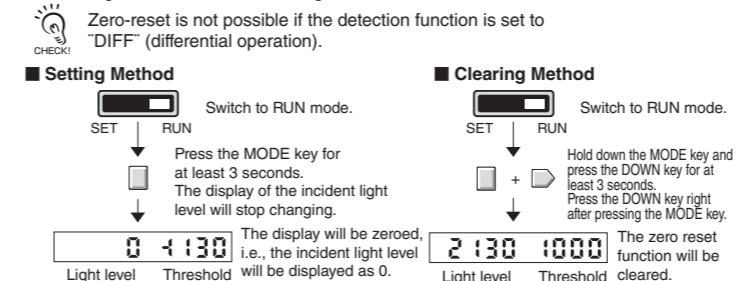 Zero-reset is not possible if the detection function is set to
¨DIFF¨ (differential operation).
CHECK!
■ Setting Method
SET RUN
Switch to RUN mode.
Press the MODE key for
at least 3 seconds.
The display of the incident light
level will stop changing.
0 -1130
Light level Threshold
The display will be zeroed,
i.e., the incident light level
will be displayed as 0.
■ Clearing Method
SET RUN
Switch to RUN mode.
+
Hold down the MODE key and
press the DOWN key for at
least 3 seconds.
Press the DOWN key right
after pressing the MODE key.
2130 1000
Light level Threshold
The zero reset
function will be
cleared.